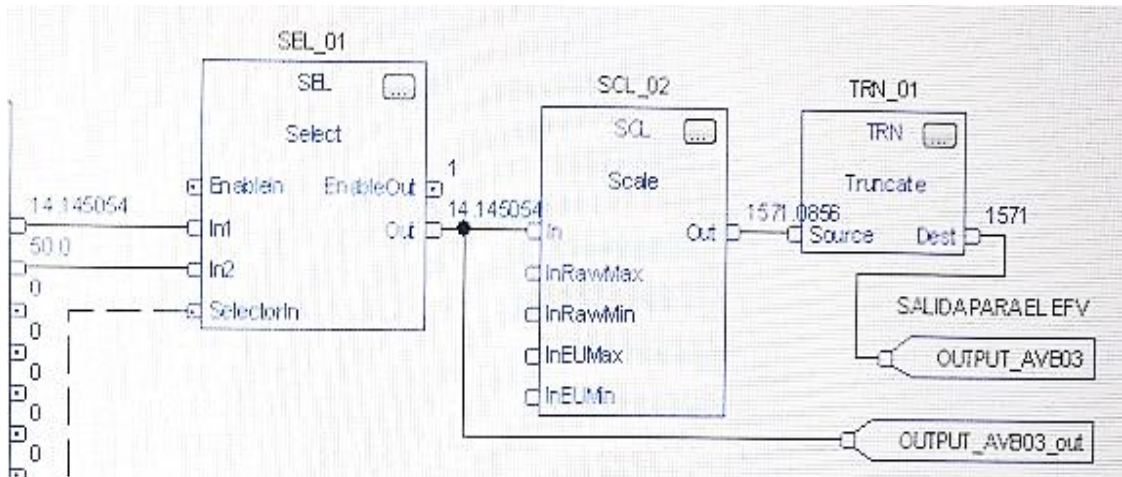 SEL_01
SEL
...
Select
EnableIn
EnableOut
1
14.145054
In1
Out
14.145054
50.0
In2
0
SelectorIn
0
0
0
0
SCL_02
SCL
...
Scale
In
Out
1571.0856
InRawMax
InRawMin
InEUMax
InEUMin
TRN_01
TRN
...
Truncate
Source
Dest
1571
SALIDA PARA EL EFV
OUTPUT_AVB03
OUTPUT_AVB03_out